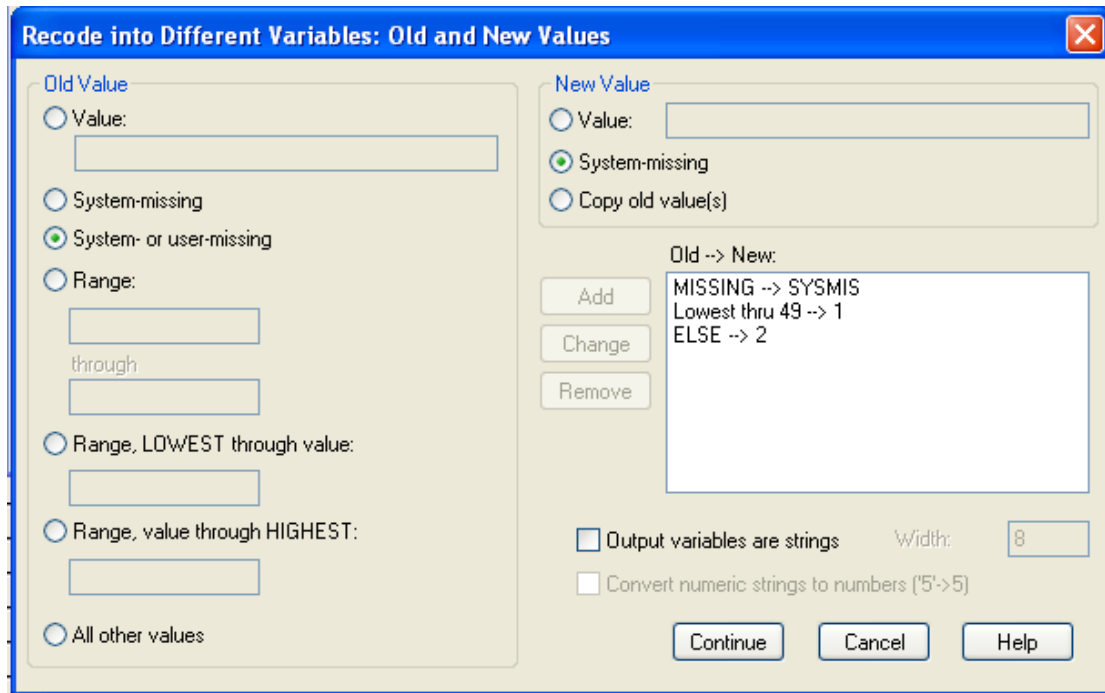 Recode into Different Variables: Old and New Values
Old Value
Value:
System-missing
System- or user-missing
Range:
through
Range, LOWEST through value:
Range, value through HIGHEST:
All other values
New Value
Value:
System-missing
Copy old value(s)
Old --> New:
Add
Change
Remove
MISSING --> SYSMIS
Lowest thru 49 --> 1
ELSE --> 2
Output variables are strings Width: 8
Convert numeric strings to numbers ('5'->5)
Continue Cancel Help